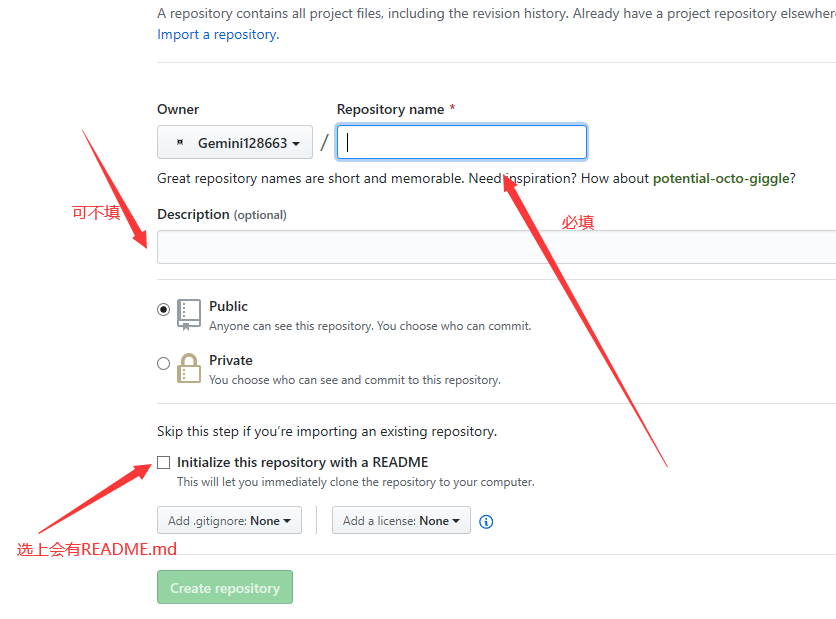 A repository contains all project files, including the revision history. Already have a project repository
Import a repository.
Owner
Repository name *
Gemini128663
/
Great repository names are short and memorable. Need inspiration? How about potential-octo-giggle?
可不填
Description (optional)
必填
Public
Anyone can see this repository. You choose who can commit.
Private
You choose who can see and commit to this repository.
Skip this step if you're importing an existing repository.
Initialize this repository with a README
This will let you immediately clone the repository to your computer.
Add .gitignore: None
Add a license: None
选上会有README.md
Create repository